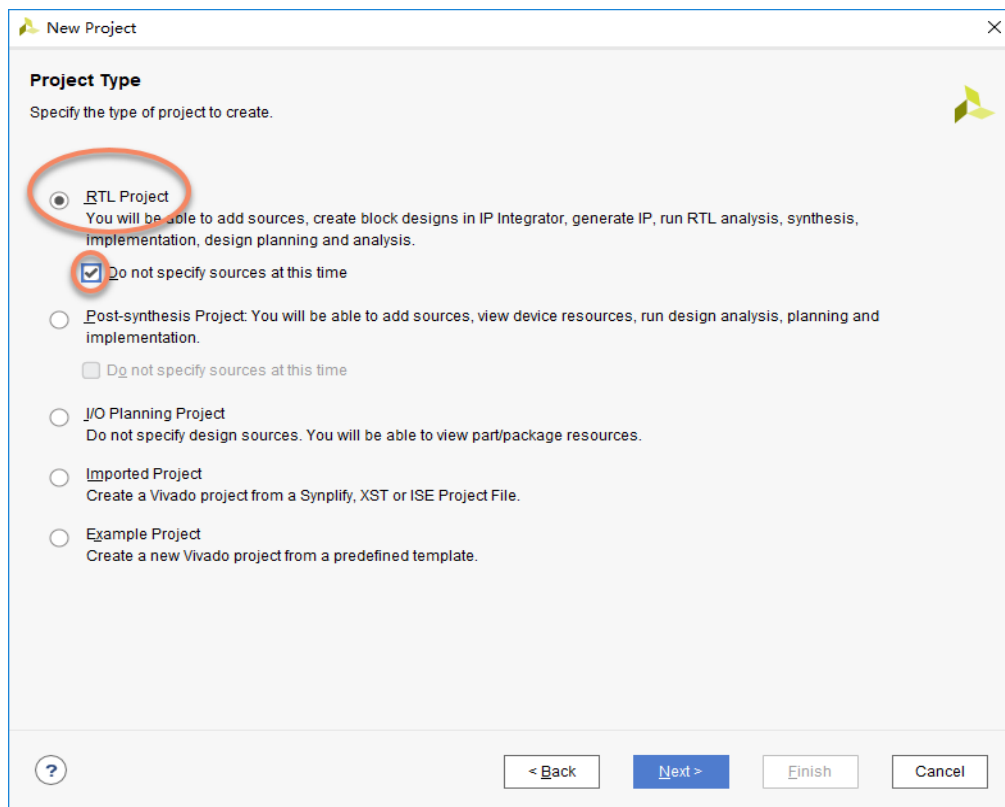 New Project
Project Type
Specify the type of project to create.
RTL Project
You will be able to add sources, create block designs in IP Integrator, generate IP, run RTL analysis, synthesis,
implementation, design planning and analysis.
Do not specify sources at this time
Post-synthesis Project: You will be able to add sources, view device resources, run design analysis, planning and
implementation.
Do not specify sources at this time
I/O Planning Project
Do not specify design sources. You will be able to view part/package resources.
Imported Project
Create a Vivado project from a Synplify, XST or ISE Project File.
Example Project
Create a new Vivado project from a predefined template.
? < Back Next > Finish Cancel